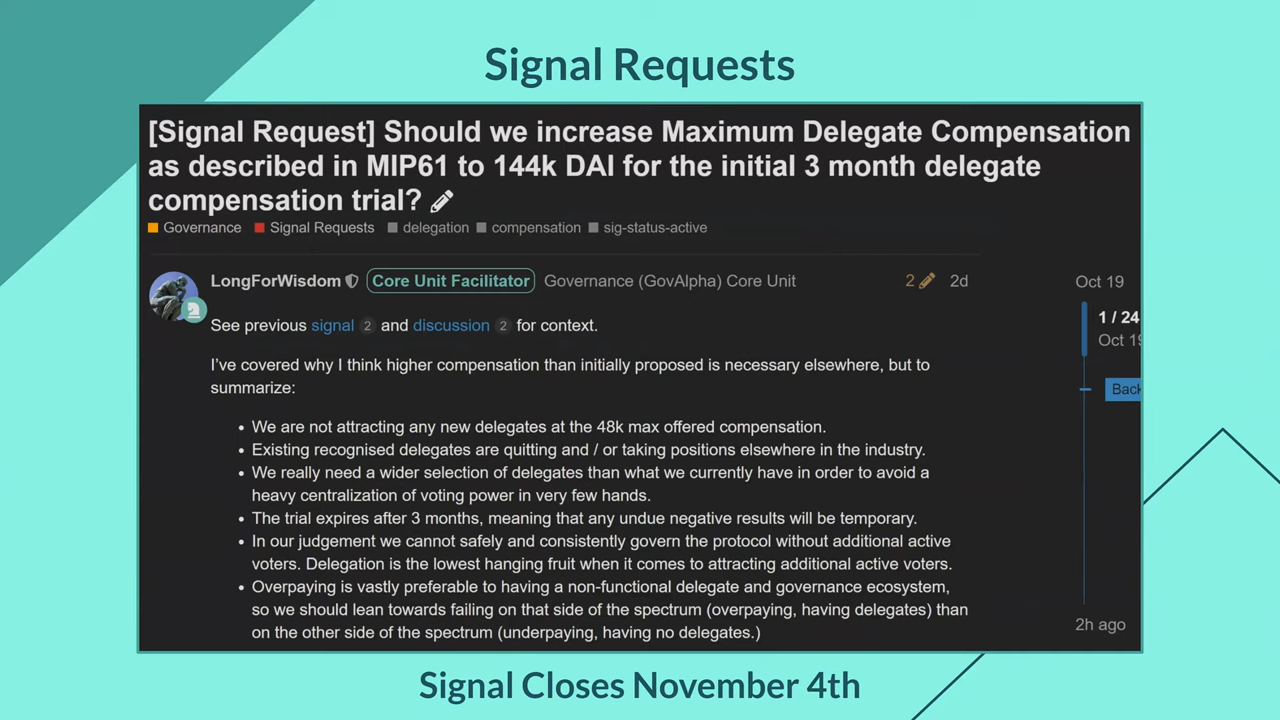 Signal Requests
[Signal Request] Should we increase Maximum Delegate Compensation
as described in MIP61 to 144k DAI for the initial 3 month delegate
compensation trial?
Governance Signal Requests delegation compensation sig-status-active
LongForWisdom Core Unit Facilitator Governance (GovAlpha) Core Unit 2 2d
Oct 19
1 / 24
Oct 19
Back
2h ago
See previous signal 2 and discussion 2 for context.
I've covered why I think higher compensation than initially proposed is necessary elsewhere, but to
summarize:
• We are not attracting any new delegates at the 48k max offered compensation.
• Existing recognised delegates are quitting and / or taking positions elsewhere in the industry.
• We really need a wider selection of delegates than what we currently have in order to avoid a
heavy centralization of voting power in very few hands.
• The trial expires after 3 months, meaning that any undue negative results will be temporary.
• In our judgement we cannot safely and consistently govern the protocol without additional active
voters. Delegation is the lowest hanging fruit when it comes to attracting additional active voters.
• Overpaying is vastly preferable to having a non-functional delegate and governance ecosystem,
so we should lean towards failing on that side of the spectrum (overpaying, having delegates) than
on the other side of the spectrum (underpaying, having no delegates.)
Signal Closes November 4th